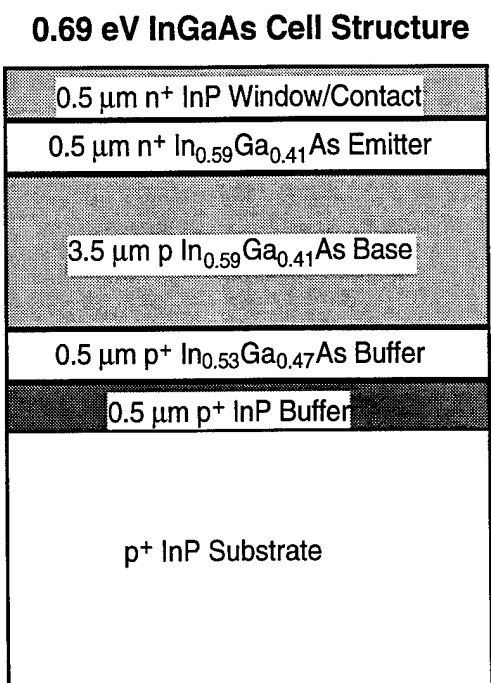 0.69 eV InGaAs Cell Structure
0.5 μm n⁺ InP Window/Contact
0.5 μm n⁺ In₀.₅₉Ga₀.₄₁As Emitter
3.5 μm p In₀.₅₉Ga₀.₄₁As Base
0.5 μm p⁺ In₀.₅₃Ga₀.₄₇As Buffer
0.5 μm p⁺ InP Buffer
p⁺ InP Substrate